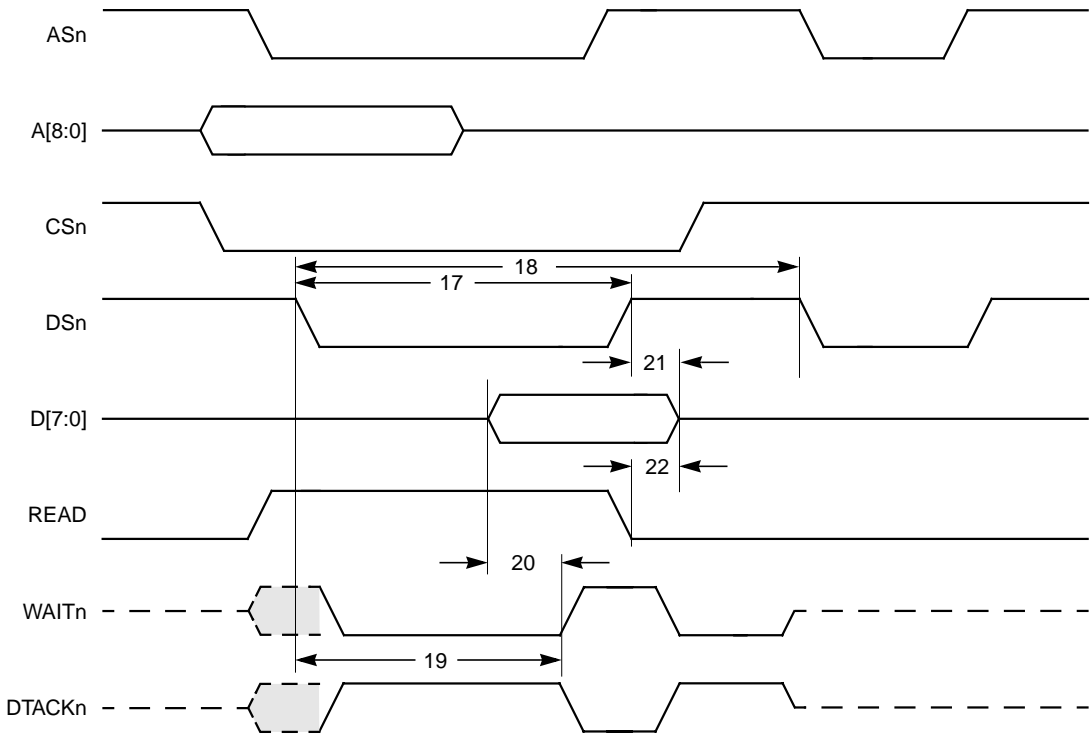 ASn
A[8:0]
CSn
18
17
DSn
21
D[7:0]
22
READ
20
WAITn
19
DTACKn